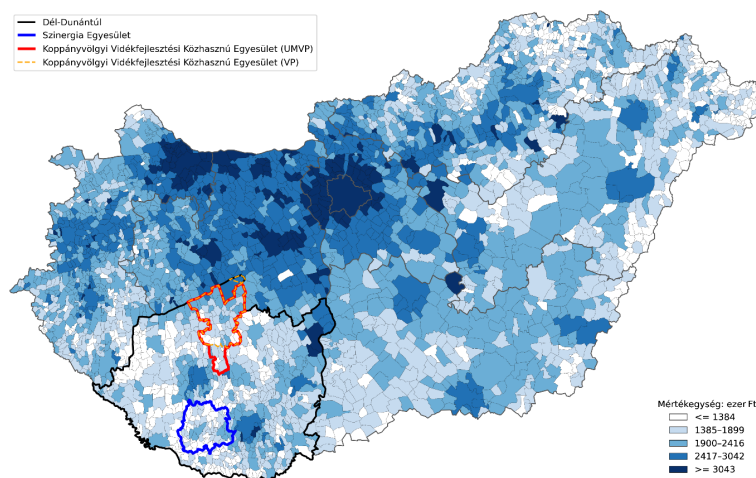 Dél-Dunántúl
Szinergia Egyesület
Koppányvölgyi Vidékfejlesztési Közhasznú Egyesület (UMVP)
Koppányvölgyi Vidékfejlesztési Közhasznú Egyesület (VP)
Mértékegység: ezer Ft
<= 1384
1385–1899
1900–2416
2417–3042
>= 3043